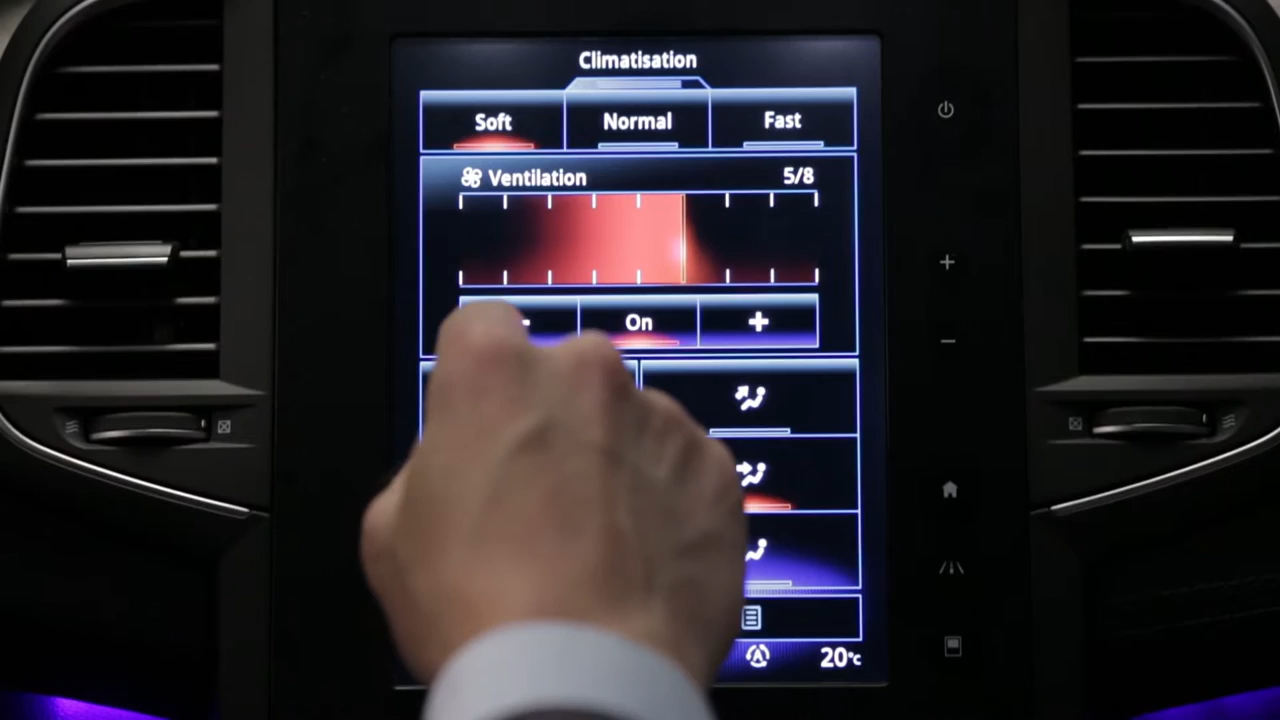 Climatisation
Soft Normal Fast
Ventilation 5/8
- On +
20°c